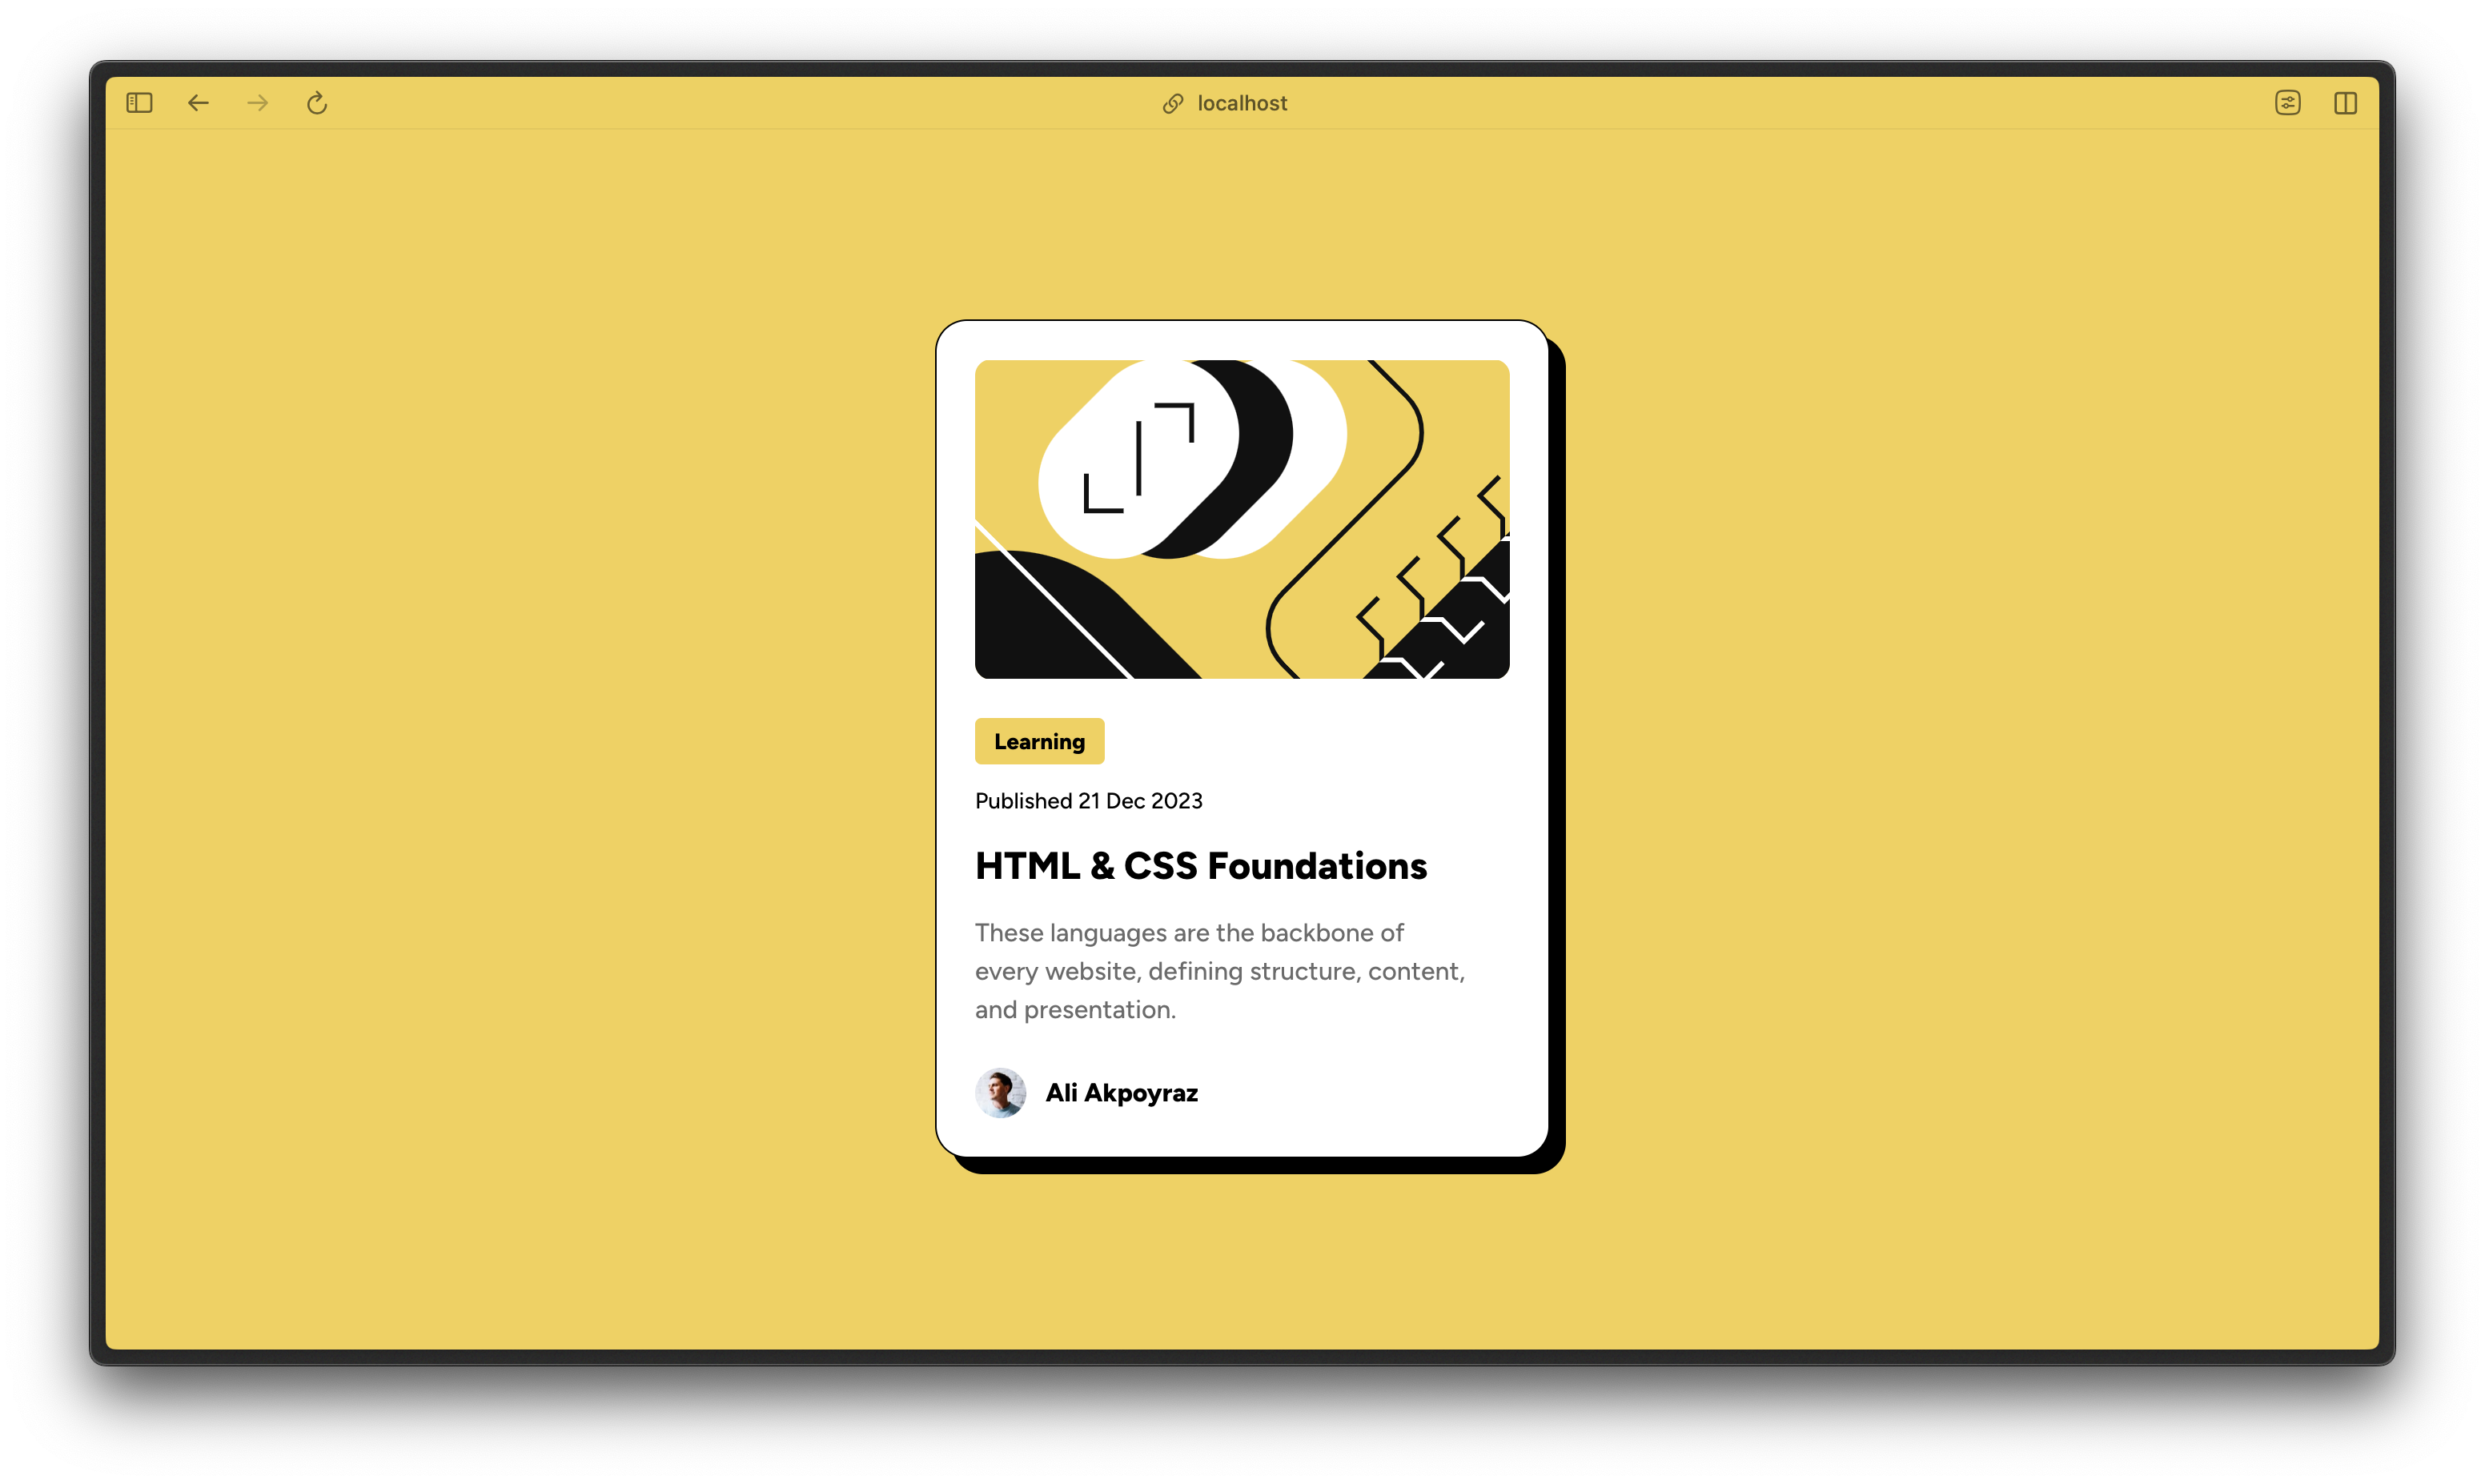 localhost
Learning
Published 21 Dec 2023
HTML & CSS Foundations
These languages are the backbone of
every website, defining structure, content,
and presentation.
Ali Akpoyraz